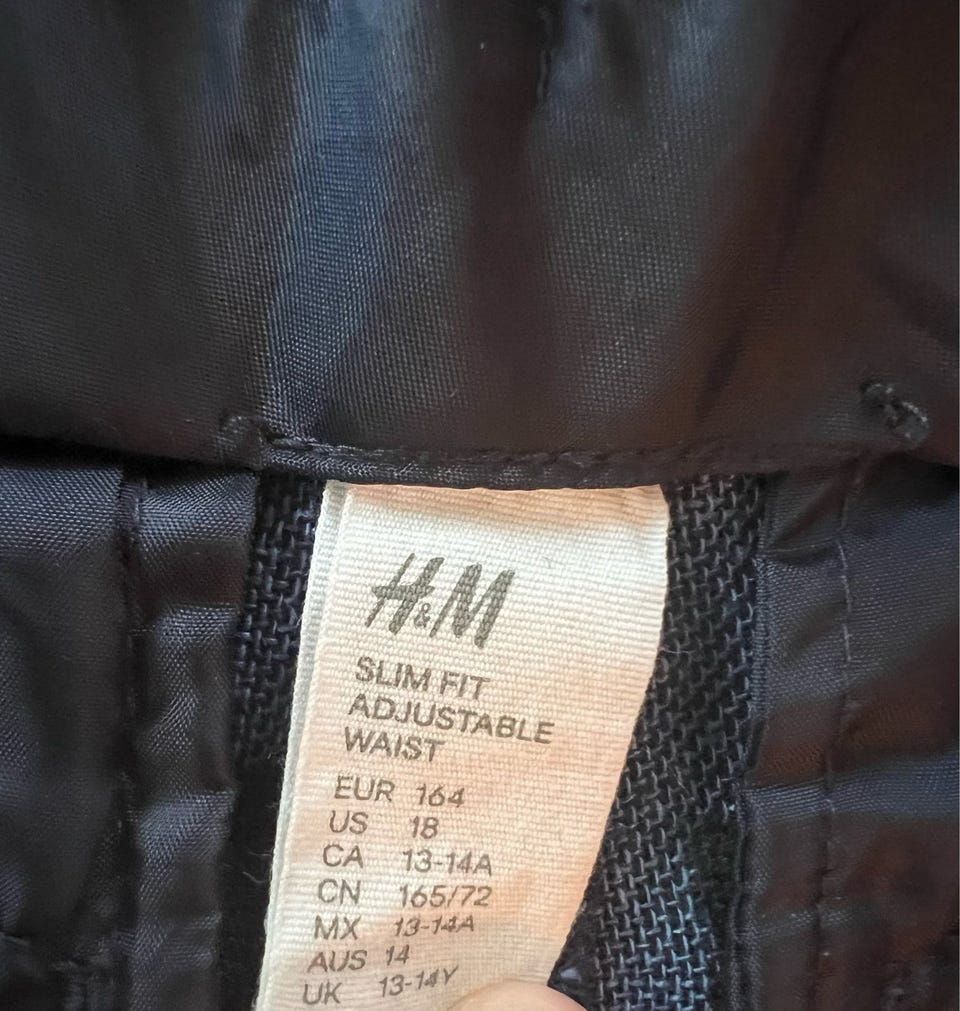 H&M
SLIM FIT
ADJUSTABLE
WAIST
EUR 164
US 18
CA 13-14A
CN 165/72
MX 13-14A
AUS 14
UK 13-14Y